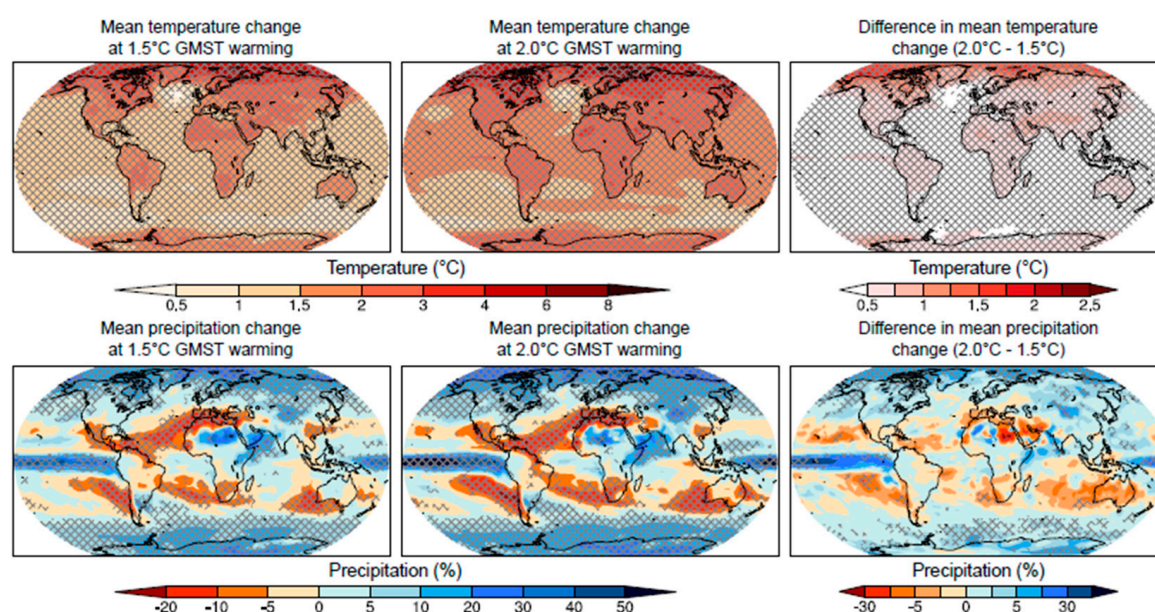 Mean temperature change
at 1.5°C GMST warming
Mean temperature change
at 2.0°C GMST warming
Difference in mean temperature
change (2.0°C - 1.5°C)
Temperature (°C)
0.5 1 1.5 2 3 4 6 8
Temperature (°C)
0.5 1 1.5 2 2.5
Mean precipitation change
at 1.5°C GMST warming
Mean precipitation change
at 2.0°C GMST warming
Difference in mean precipitation
change (2.0°C - 1.5°C)
Precipitation (%)
-20 -10 -5 0 5 10 20 30 40 50
Precipitation (%)
-30 -5 0 5 30